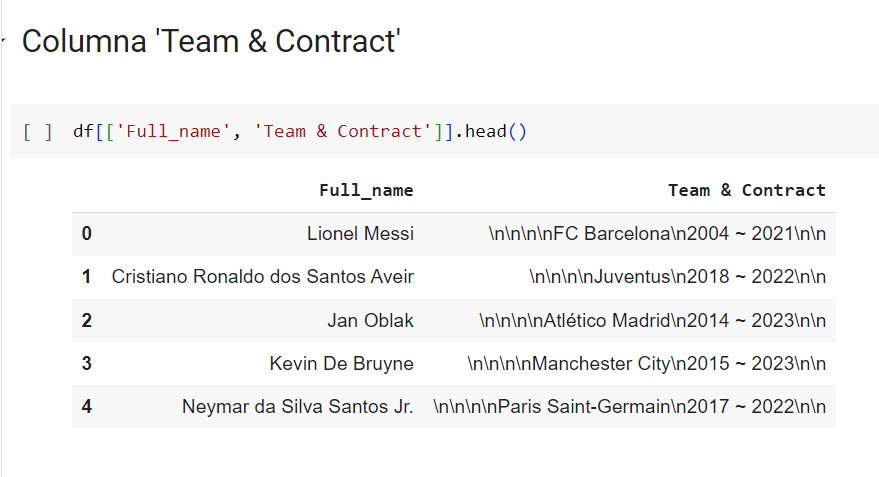 Columna 'Team & Contract'
[ ] df[['Full_name', 'Team & Contract']].head()
Full_name Team & Contract
0 Lionel Messi \n\n\n\nFC Barcelona\n2004 ~ 2021\n\n
1 Cristiano Ronaldo dos Santos Aveir \n\n\n\nJuventus\n2018 ~ 2022\n\n
2 Jan Oblak \n\n\n\nAtlético Madrid\n2014 ~ 2023\n\n
3 Kevin De Bruyne \n\n\n\nManchester City\n2015 ~ 2023\n\n
4 Neymar da Silva Santos Jr. \n\n\n\nParis Saint-Germain\n2017 ~ 2022\n\n